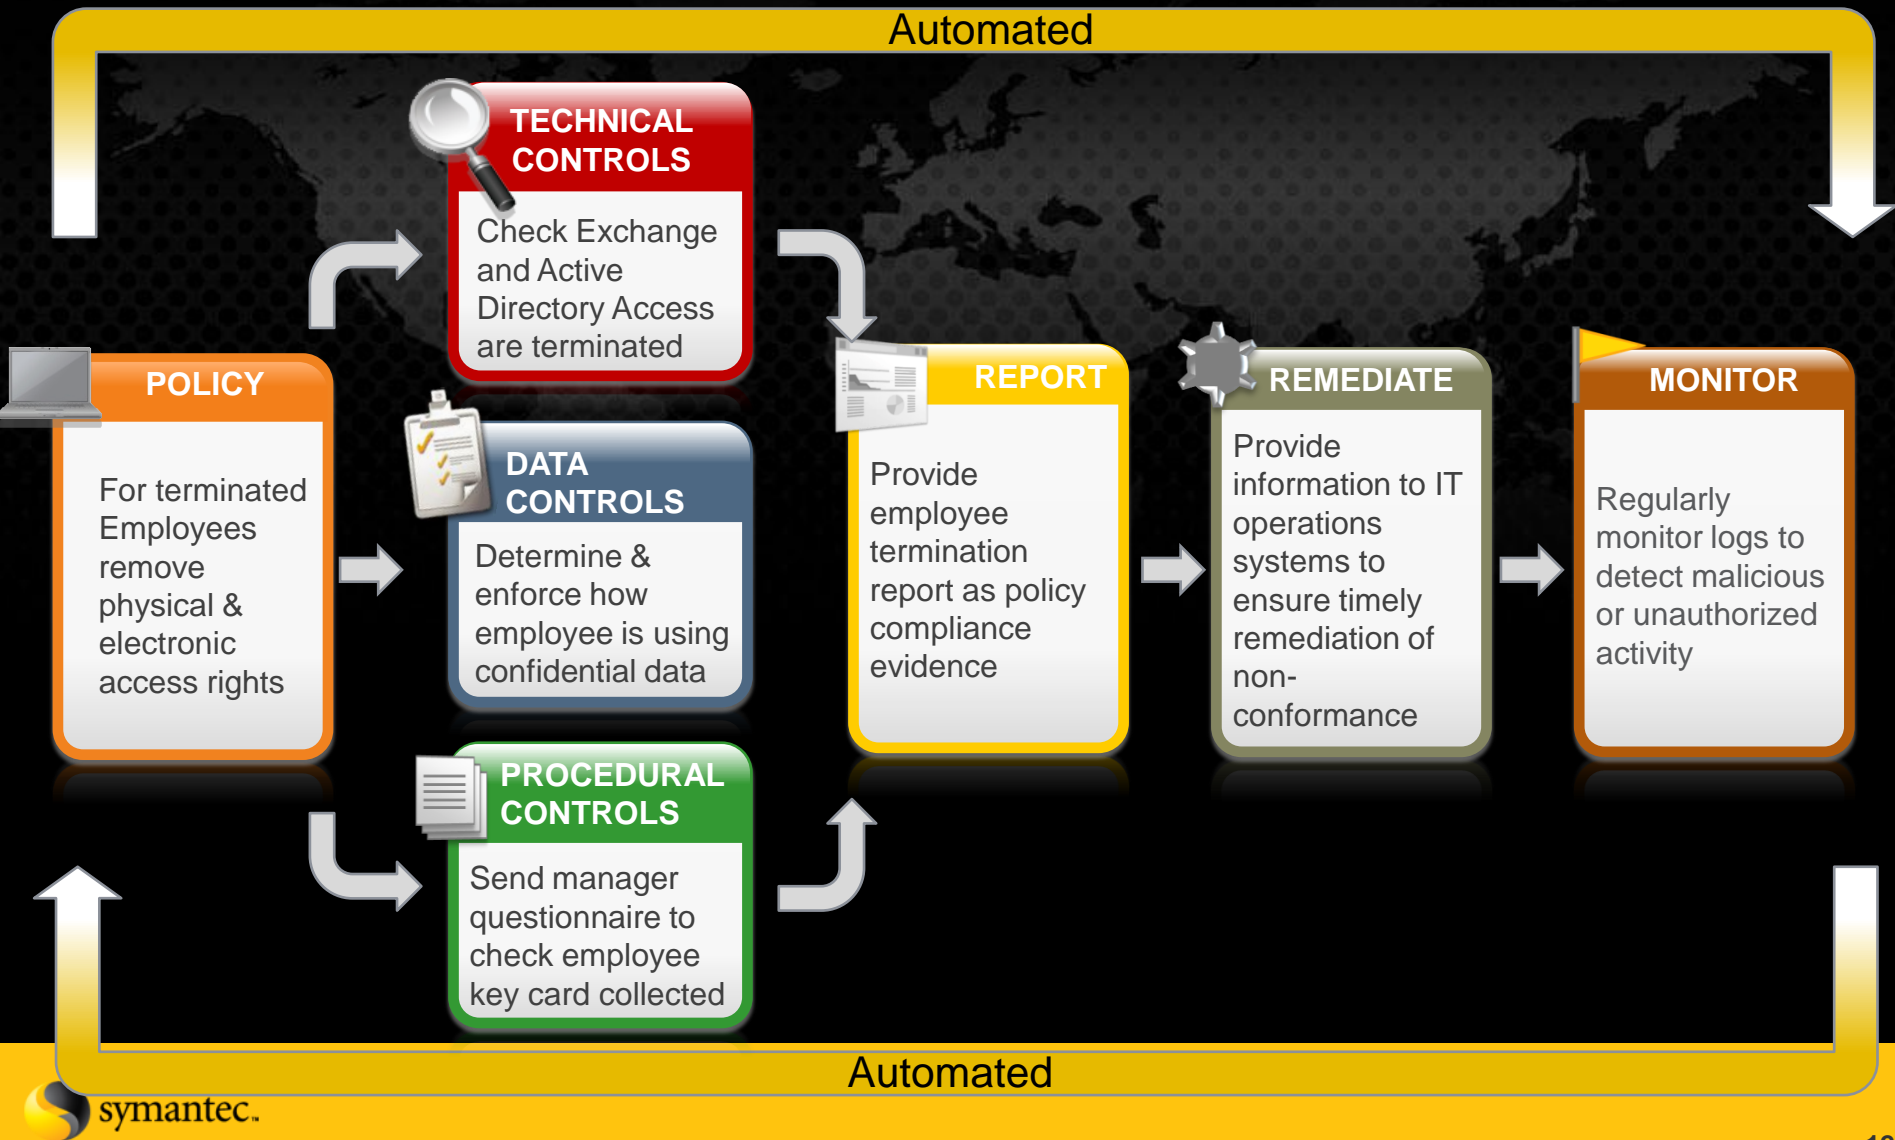 Automated
TECHNICAL
CONTROLS
Check Exchange
and Active
Directory Access
are terminated
POLICY
For terminated
Employees
remove
physical &
electronic
access rights
DATA
CONTROLS
Determine &
enforce how
employee is using
confidential data
PROCEDURAL
CONTROLS
Send manager
questionnaire to
check employee
key card collected
REPORT
Provide
employee
termination
report as policy
compliance
evidence
REMEDIATE
Provide
information to IT
operations
systems to
ensure timely
remediation of
non-
conformance
MONITOR
Regularly
monitor logs to
detect malicious
or unauthorized
activity
Automated
symantec™